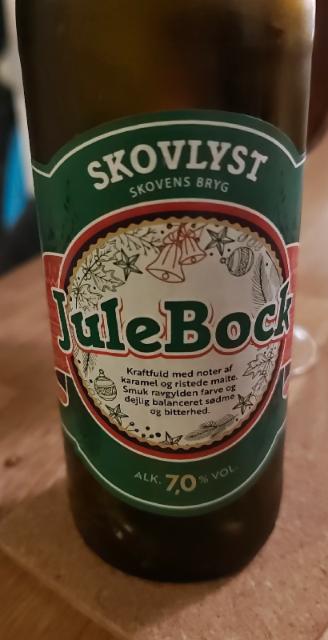 SKOVLYST
SKOVENS BRYG
JuleBock
Kraftfuld med noter af
karamel og ristede malte.
Smuk ravgylden farve og
dejlig balanceret sødme
og bitterhed.
ALK. 7,0 % VOL.